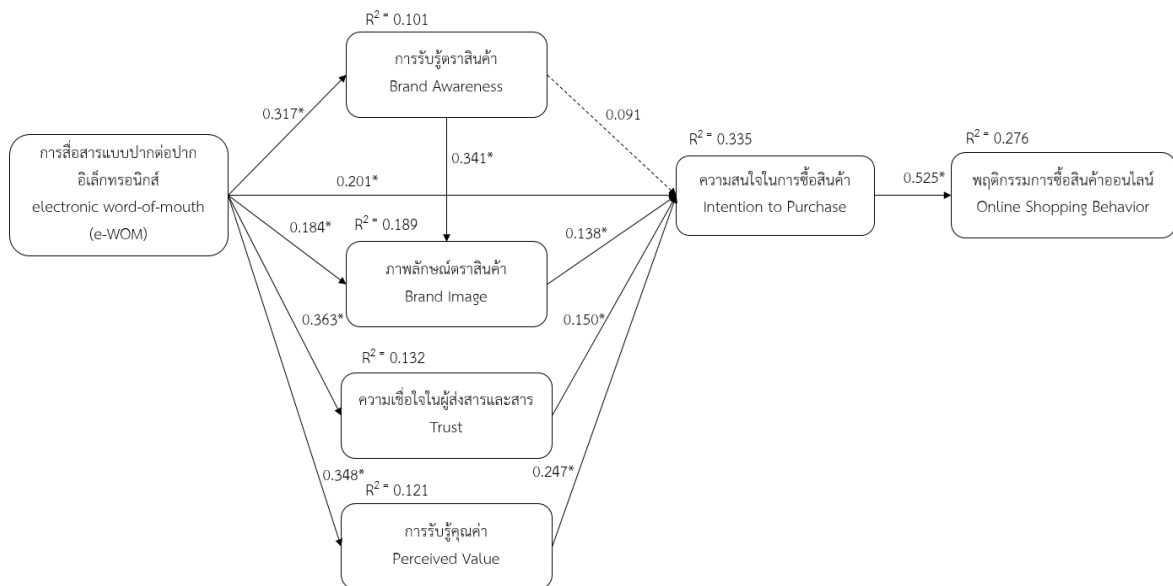 R² = 0.101
การรับรู้ตราสินค้า
Brand Awareness
0.317*
0.091
การสื่อสารแบบปากต่อปาก
อิเล็กทรอนิกส์
electronic word-of-mouth
(e-WOM)
0.341*
0.201*
R² = 0.335
ความสนใจในการซื้อสินค้า
Intention to Purchase
0.525*
R² = 0.276
พฤติกรรมการซื้อสินค้าออนไลน์
Online Shopping Behavior
0.184*
R² = 0.189
ภาพลักษณ์ตราสินค้า
Brand Image
0.138*
0.363*
0.150*
R² = 0.132
ความเชื่อใจในผู้ส่งสารและสาร
Trust
0.348*
0.247*
R² = 0.121
การรับรู้คุณค่า
Perceived Value